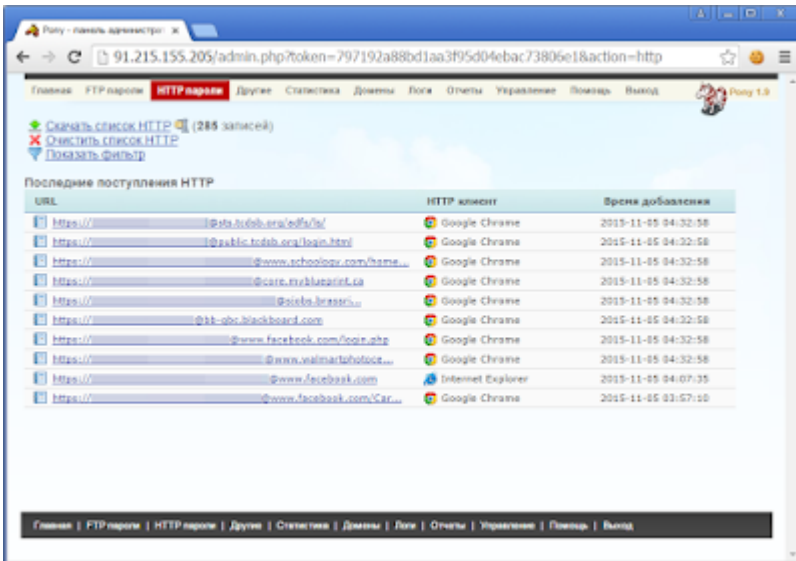 Pony - панель администрат
91.215.155.205/admin.php?token=797192a88bd1aa3f95d04ebac73806e1&action=http
Главная FTP пароли HTTP пароли Другие Статистика Домены Логи Отчеты Управление Помощь Выход Pony 1.9
Скачать список HTTP (285 записей)
Очистить список HTTP
Показать фильтр
Последние поступления HTTP
URL HTTP клиент Время добавления
https:// @sts.tcdsb.org/adfs/ls/ Google Chrome 2015-11-05 04:32:58
https:// @public.tcdsb.org/login.html Google Chrome 2015-11-05 04:32:58
https:// @www.schoology.com/home... Google Chrome 2015-11-05 04:32:58
https:// @core.myblueprint.ca Google Chrome 2015-11-05 04:32:58
https:// Google Chrome 2015-11-05 04:32:58
https:// @bb-gbc.blackboard.com Google Chrome 2015-11-05 04:32:58
https:// @www.facebook.com/login.php Google Chrome 2015-11-05 04:32:58
https:// @www.walmartphotoce... Google Chrome 2015-11-05 04:32:58
https:// @www.facebook.com Internet Explorer 2015-11-05 04:07:35
https:// @www.facebook.com/Car... Google Chrome 2015-11-05 03:57:10
Главная | FTP пароли | HTTP пароли | Другие | Статистика | Домены | Логи | Отчеты | Управление | Помощь | Выход